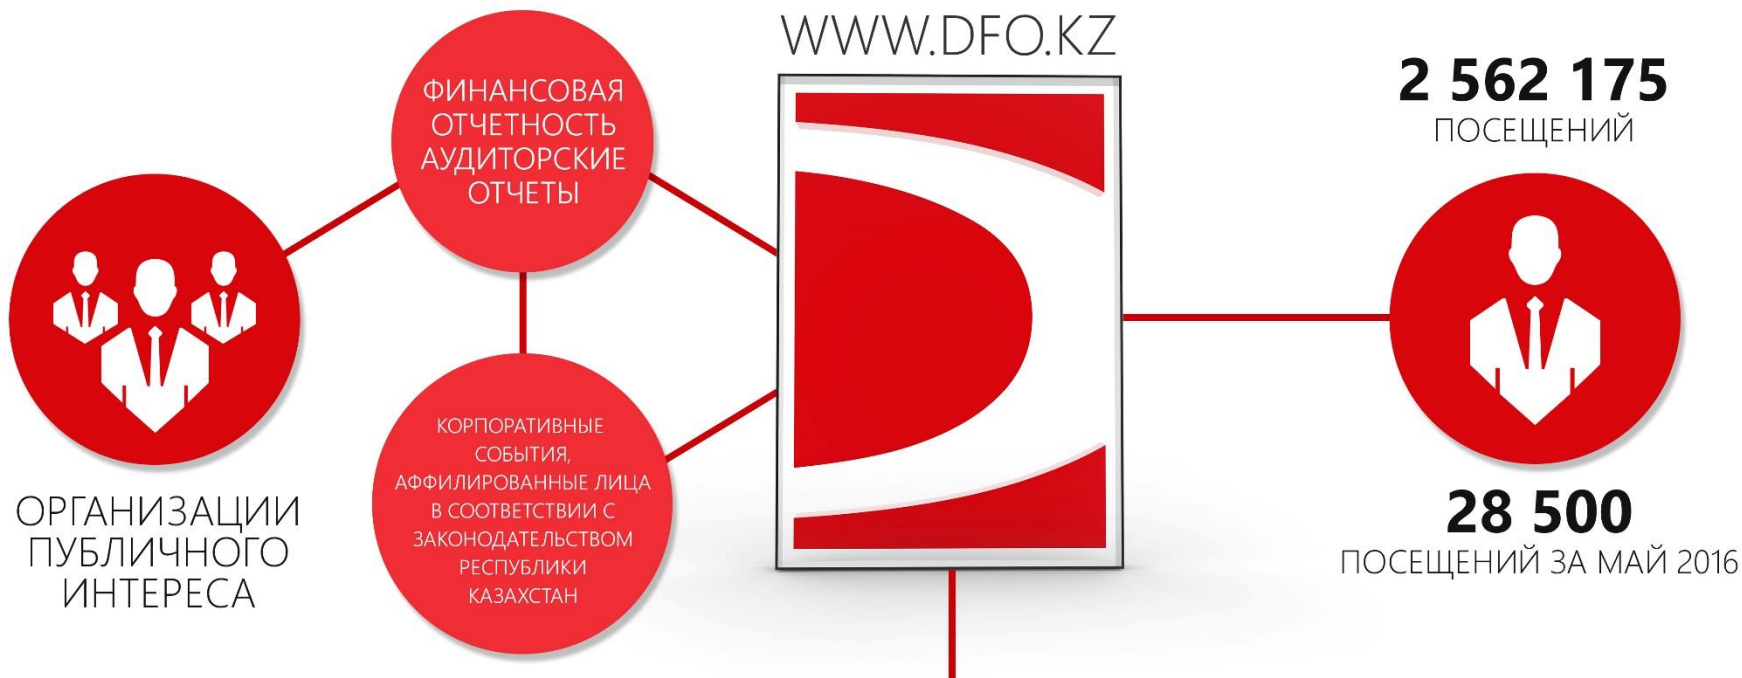 WWW.DFO.KZ
ФИНАНСОВАЯ
ОТЧЕТНОСТЬ
АУДИТОРСКИЕ
ОТЧЕТЫ
2 562 175
ПОСЕЩЕНИЙ
КОРПОРАТИВНЫЕ
СОБЫТИЯ,
АФФИЛИРОВАННЫЕ ЛИЦА
В СООТВЕТСТВИИ С
ЗАКОНОДАТЕЛЬСТВОМ
РЕСПУБЛИКИ
КАЗАХСТАН
ОРГАНИЗАЦИИ
ПУБЛИЧНОГО
ИНТЕРЕСА
28 500
ПОСЕЩЕНИЙ ЗА МАЙ 2016